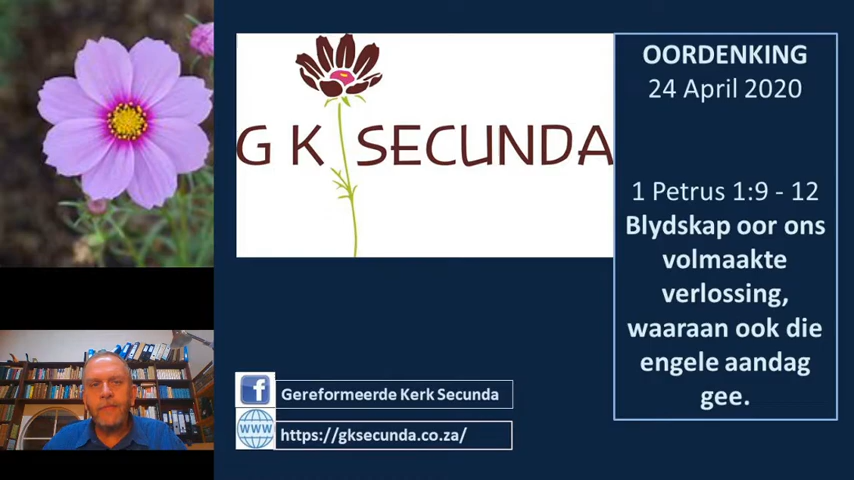 G K SECUNDA
OORDENKING
24 April 2020
1 Petrus 1:9 - 12
Blydskap oor ons
volmaakte
verlossing,
waaraan ook die
engele aandag
gee.
f
Gereformeerde Kerk Secunda
WWW
https://gksecunda.co.za/